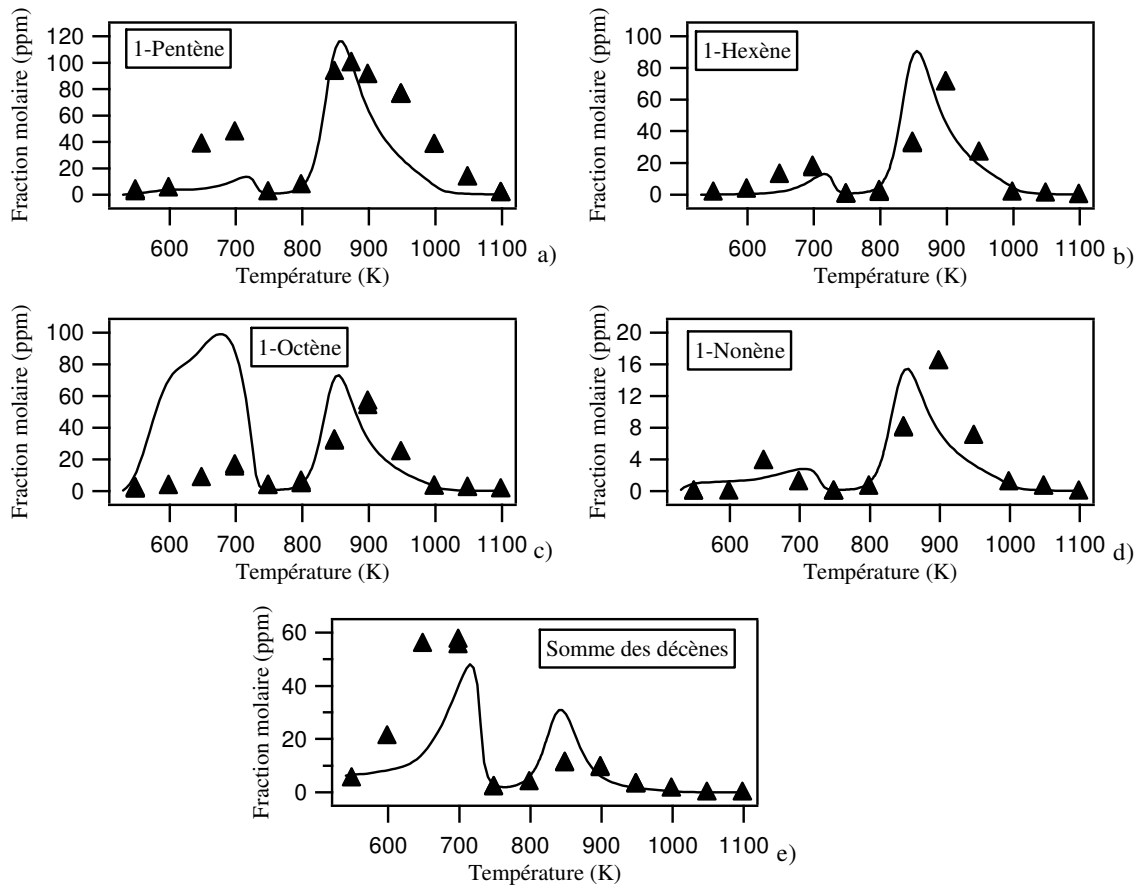 Fraction molaire (ppm)
120
100
80
60
40
20
0
1-Pentène
600 700 800 900 1000 1100
Température (K)
a)
Fraction molaire (ppm)
100
80
60
40
20
0
1-Hexène
600 700 800 900 1000 1100
Température (K)
b)
Fraction molaire (ppm)
100
80
60
40
20
0
1-Octène
600 700 800 900 1000 1100
Température (K)
c)
Fraction molaire (ppm)
20
16
12
8
4
0
1-Nonène
600 700 800 900 1000 1100
Température (K)
d)
Fraction molaire (ppm)
60
40
20
0
Somme des décènes
600 700 800 900 1000 1100
Température (K)
e)